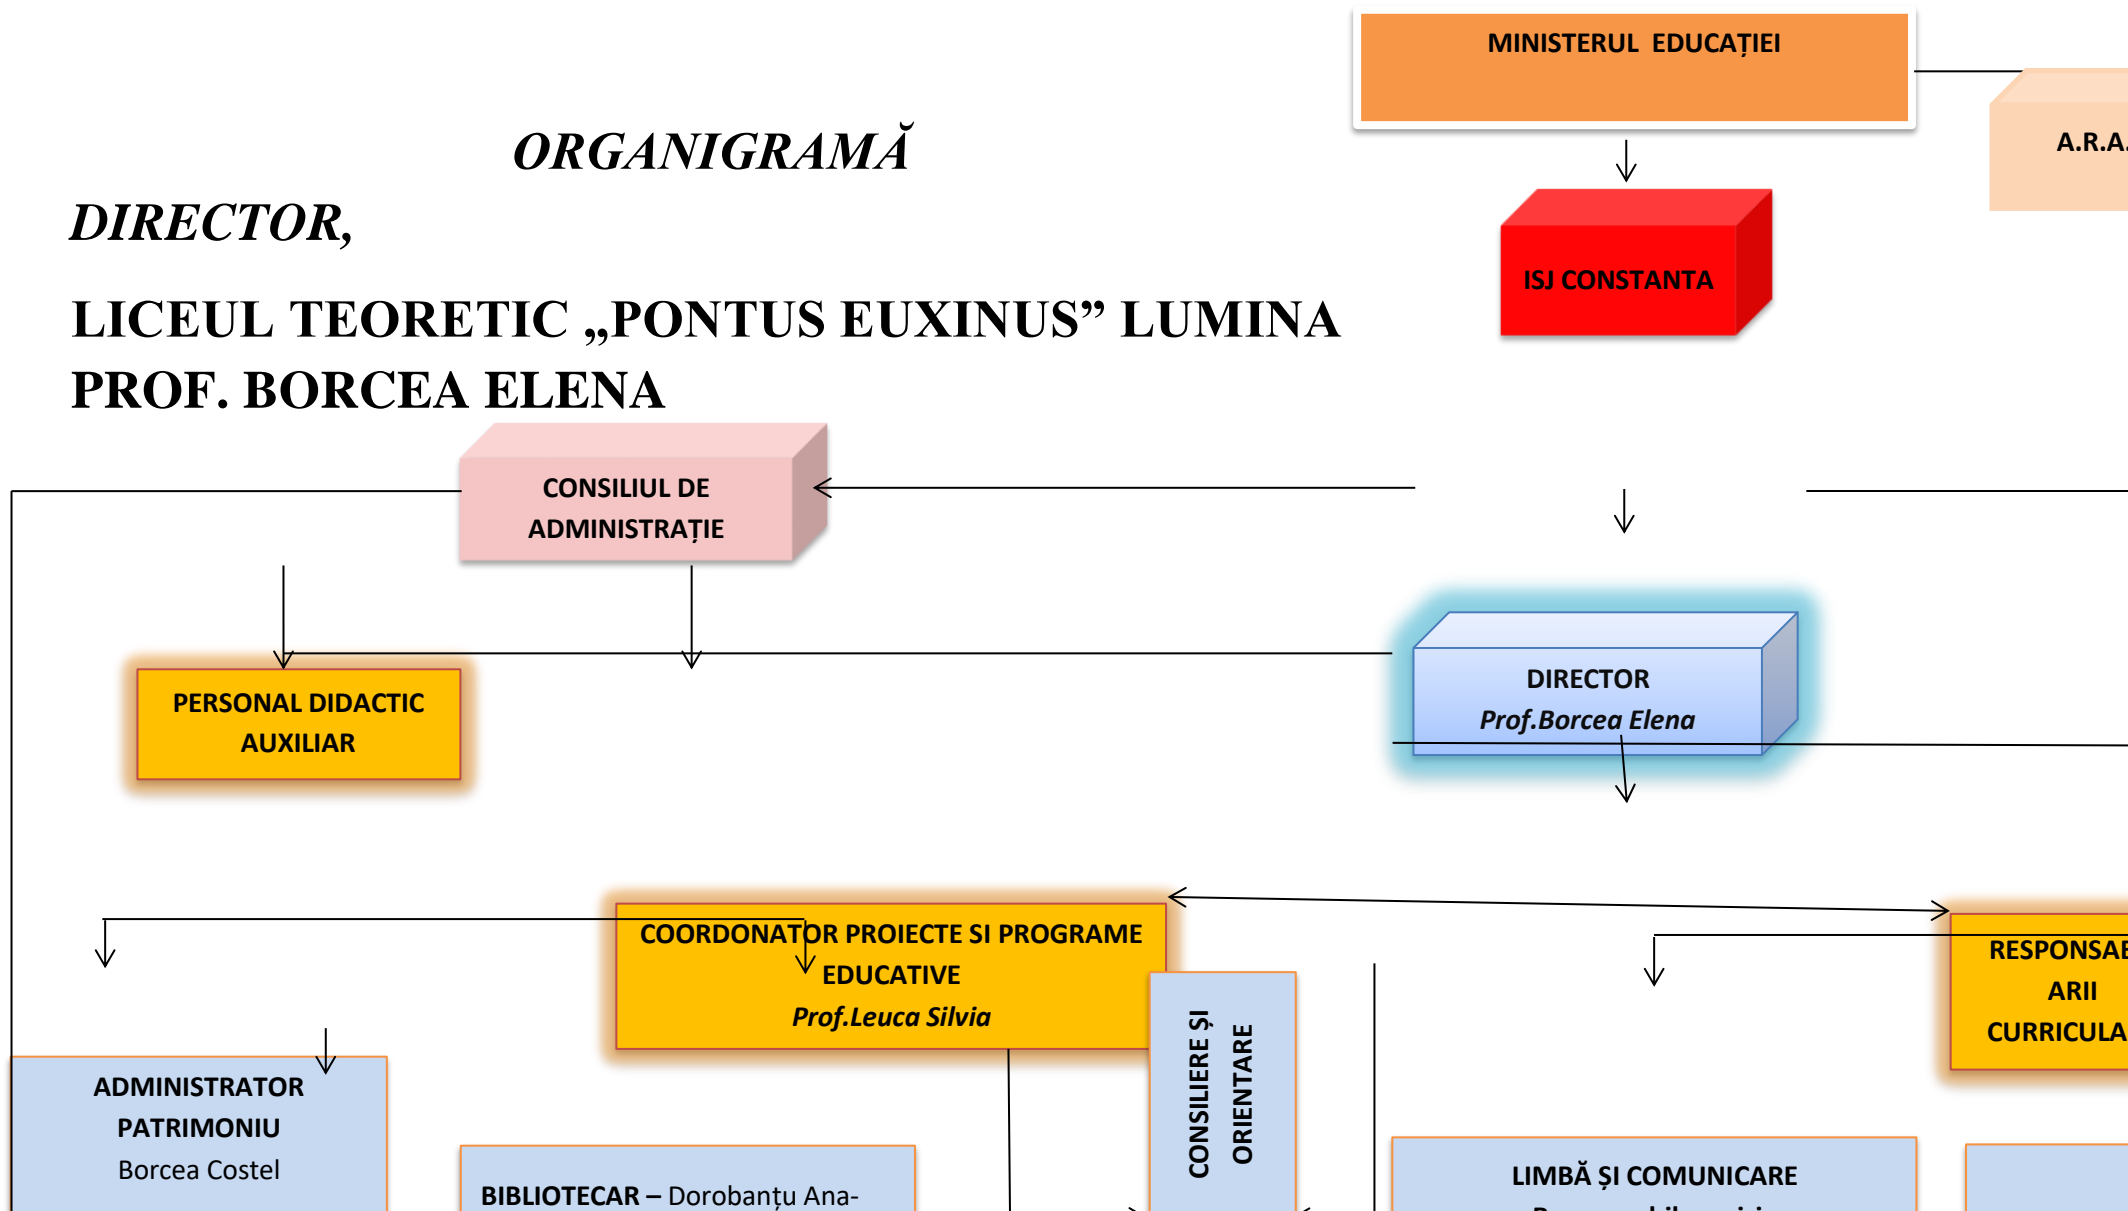 MINISTERUL EDUCAȚIEI
A.R.A.
ORGANIGRAMĂ
DIRECTOR,
ISJ CONSTANTA
LICEUL TEORETIC „PONTUS EUXINUS” LUMINA
PROF. BORCEA ELENA
CONSILIUL DE
ADMINISTRAȚIE
DIRECTOR
Prof.Borcea Elena
PERSONAL DIDACTIC
AUXILIAR
COORDONATOR PROIECTE SI PROGRAME
EDUCATIVE
Prof.Leuca Silvia
ARII
CONSILIERE ȘI
ORIENTARE
ADMINISTRATOR
PATRIMONIU
Borcea Costel
BIBLIOTECAR – Dorobanțu Ana-
LIMBĂ ȘI COMUNICARE